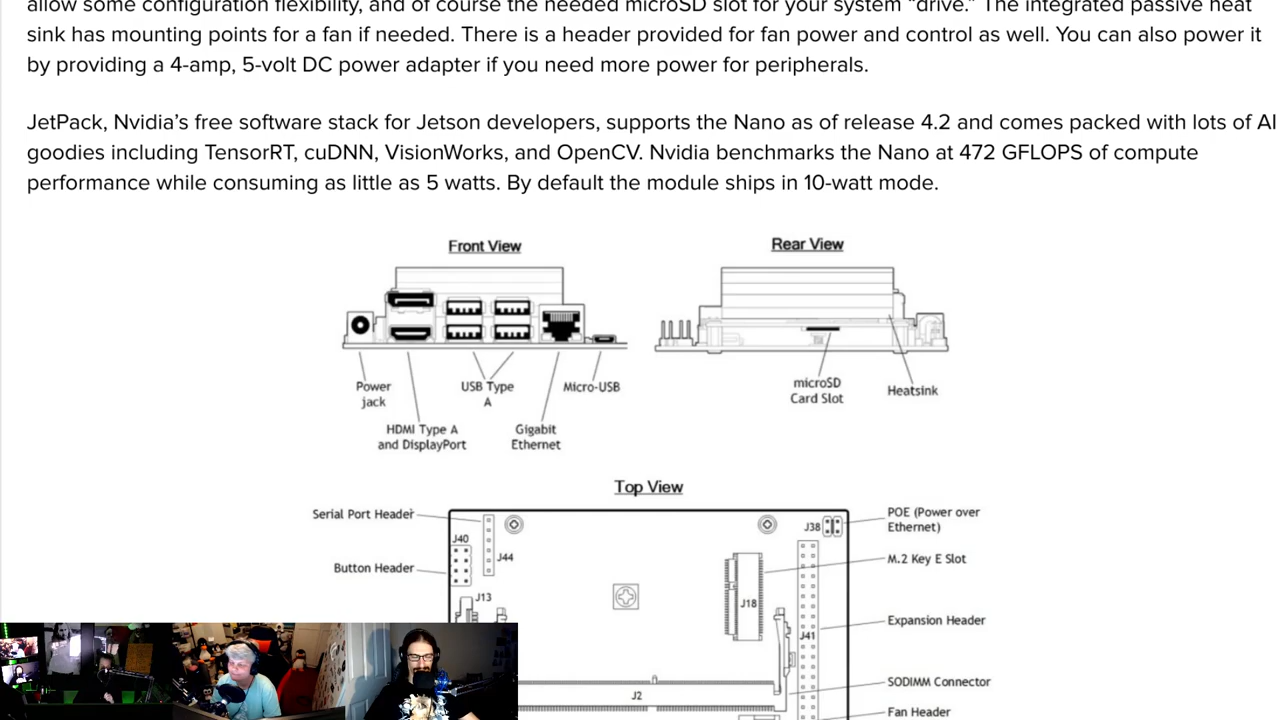 allow some configuration flexibility, and of course the needed microSD slot for your system “drive.” The integrated passive heat
sink has mounting points for a fan if needed. There is a header provided for fan power and control as well. You can also power it
by providing a 4-amp, 5-volt DC power adapter if you need more power for peripherals.
JetPack, Nvidia’s free software stack for Jetson developers, supports the Nano as of release 4.2 and comes packed with lots of AI
goodies including TensorRT, cuDNN, VisionWorks, and OpenCV. Nvidia benchmarks the Nano at 472 GFLOPS of compute
performance while consuming as little as 5 watts. By default the module ships in 10-watt mode.
Front View
Rear View
Power
jack
USB Type
A
Micro-USB
HDMI Type A
and DisplayPort
Gigabit
Ethernet
microSD
Card Slot
Heatsink
Top View
Serial Port Header
J40
J44
Button Header
J13
J38
POE (Power over
Ethernet)
M.2 Key E Slot
J18
Expansion Header
J41
SODIMM Connector
J2
Fan Header